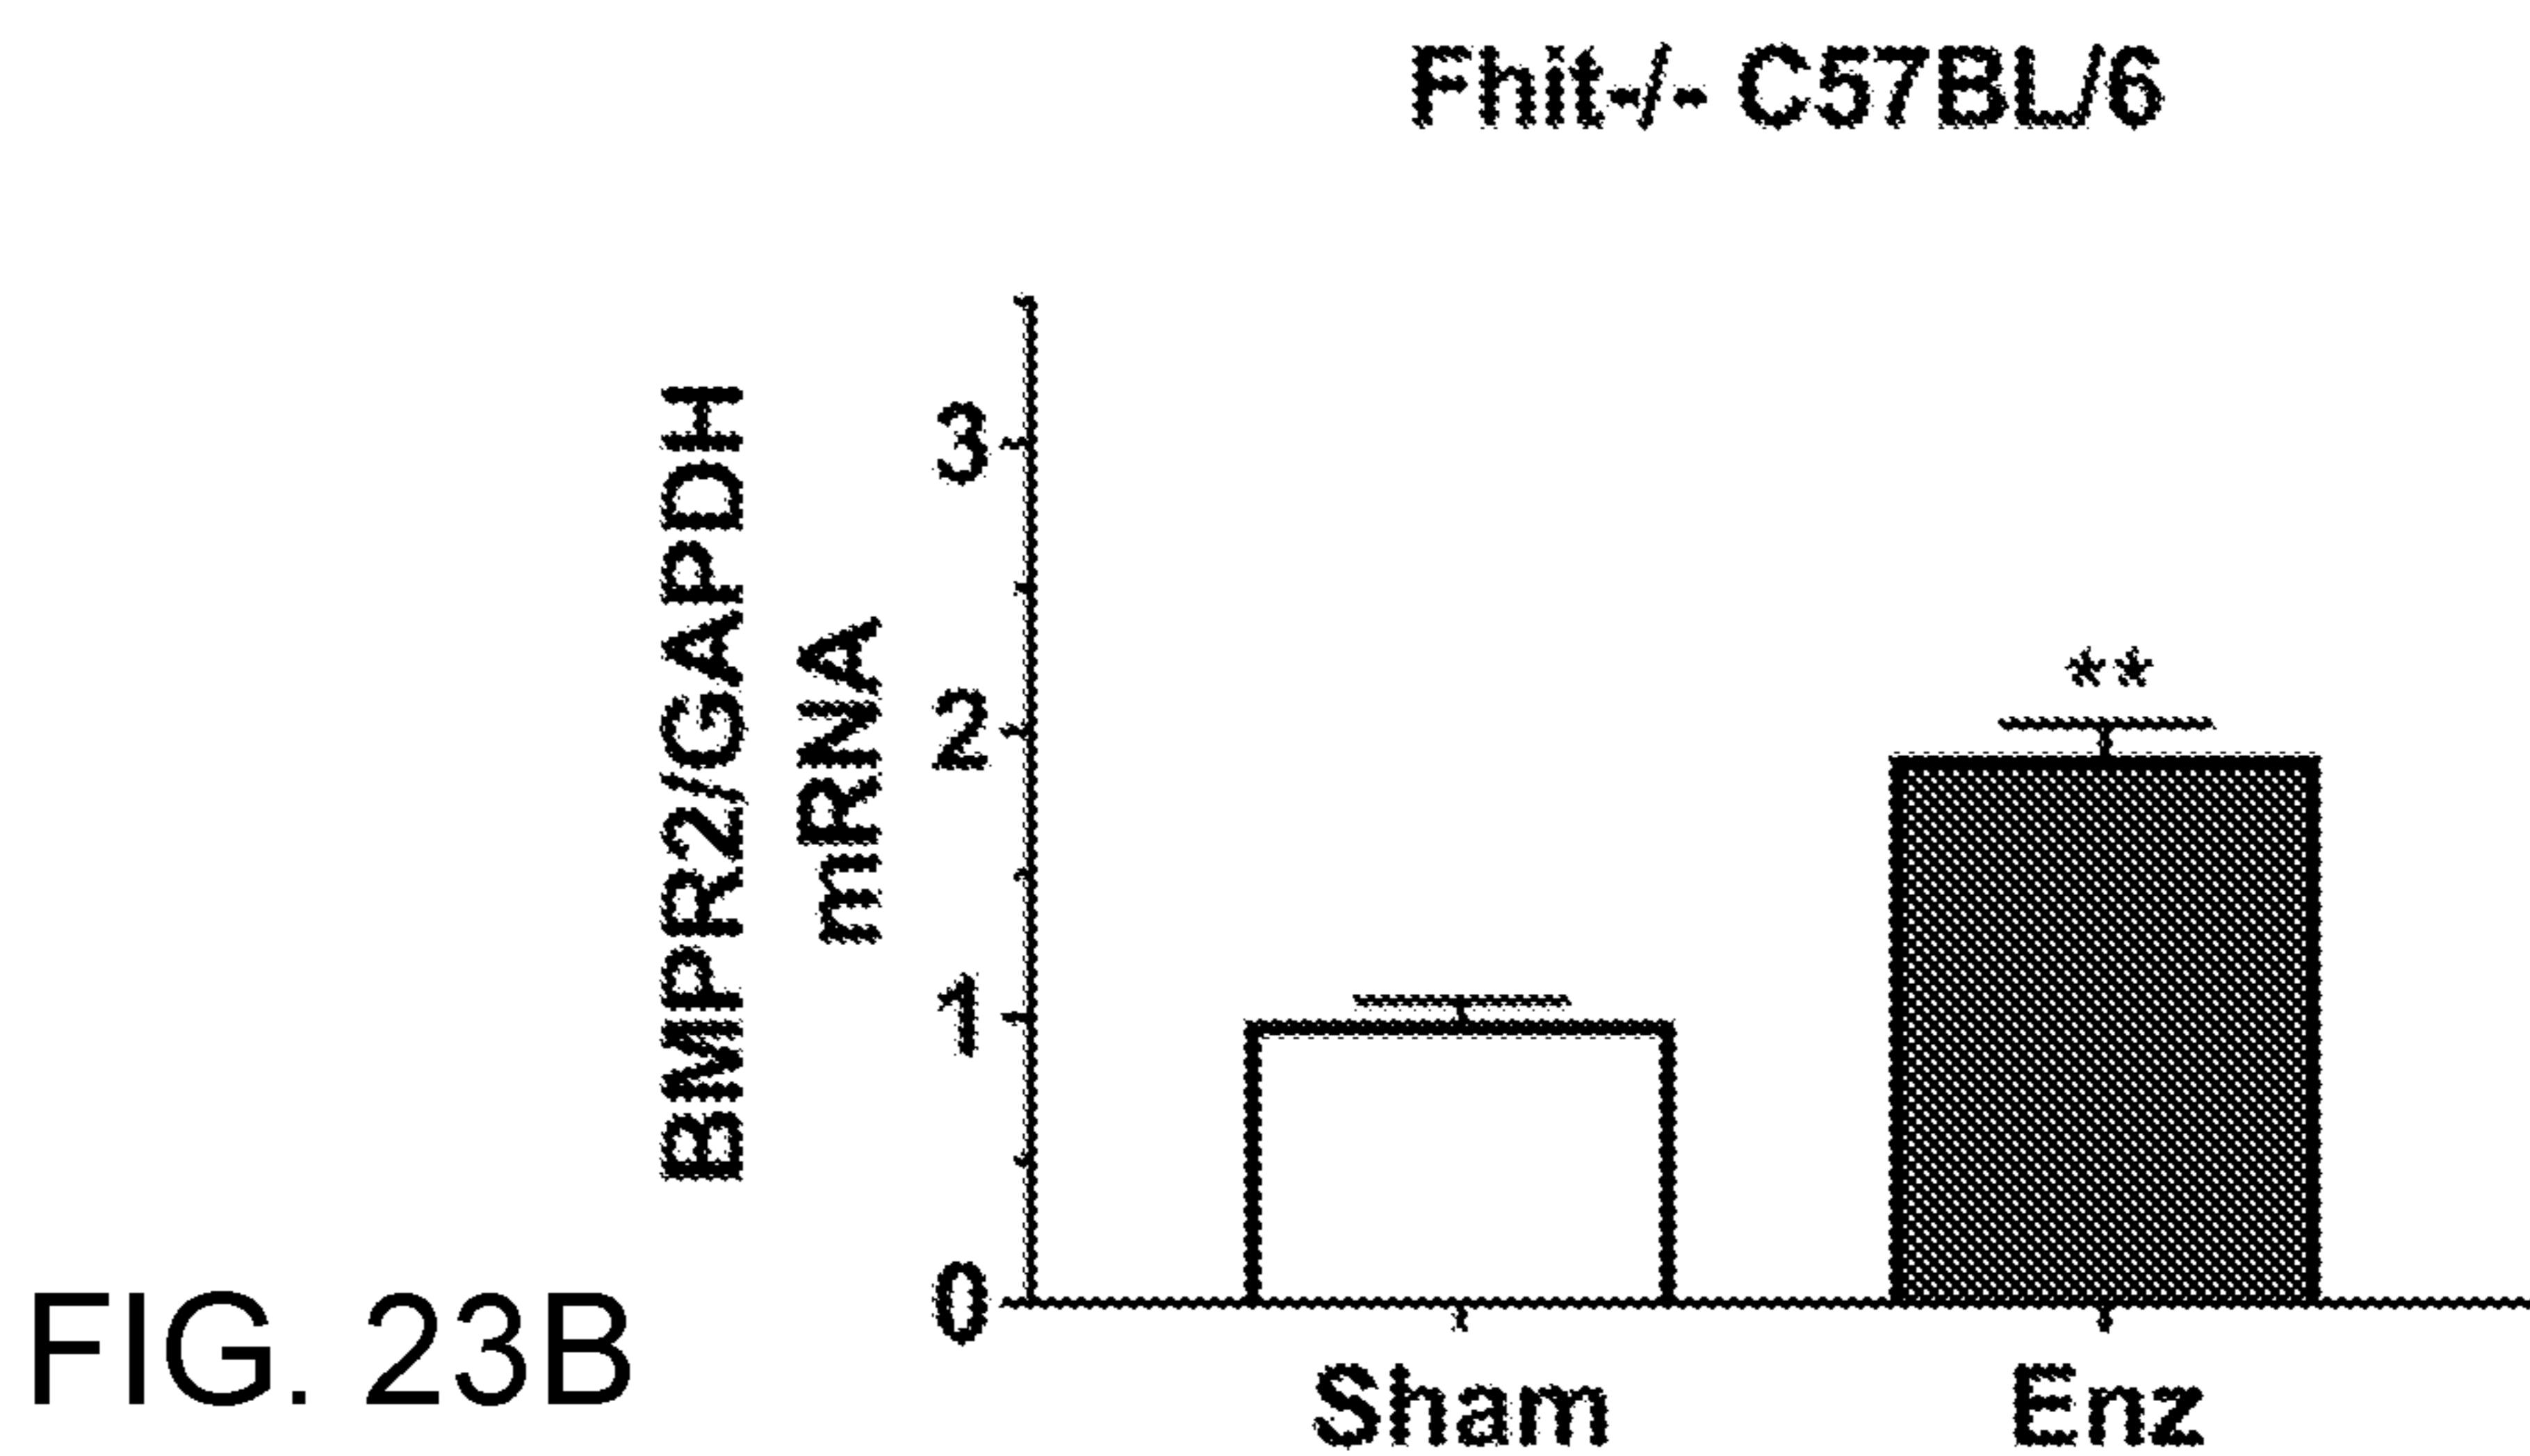 Fhit-/- C57BL/6
BMPR2/GAPDH
mRNA
3
2
1
0
**
Sham
Enz
FIG. 23B